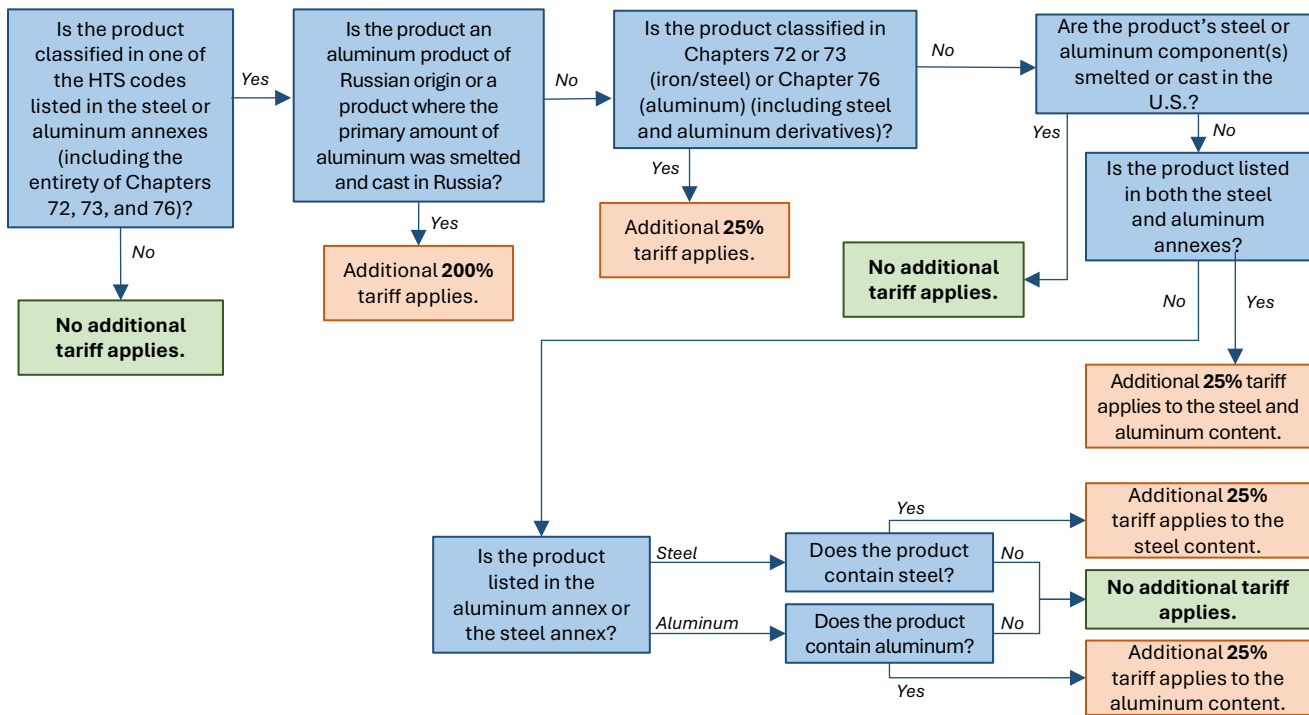 Is the product
classified in one of
the HTS codes
listed in the steel or
aluminum annexes
(including the
entirety of Chapters
72, 73, and 76)?
Yes
No
No additional
tariff applies.
Is the product an
aluminum product of
Russian origin or a
product where the
primary amount of
aluminum was smelted
and cast in Russia?
No
Yes
Additional 200%
tariff applies.
Is the product classified in
Chapters 72 or 73
(iron/steel) or Chapter 76
(aluminum) (including steel
and aluminum derivatives)?
No
Yes
Additional 25%
tariff applies.
Are the product’s steel or
aluminum component(s)
smelted or cast in the
U.S.?
Yes
No
No additional
tariff applies.
Is the product listed
in both the steel
and aluminum
annexes?
No
Yes
Additional 25% tariff
applies to the steel and
aluminum content.
Is the product
listed in the
aluminum annex or
the steel annex?
Steel
Aluminum
Does the product
contain steel?
Yes
No
Additional 25%
tariff applies to the
steel content.
No additional tariff
applies.
Does the product
contain aluminum?
No
Yes
Additional 25%
tariff applies to the
aluminum content.